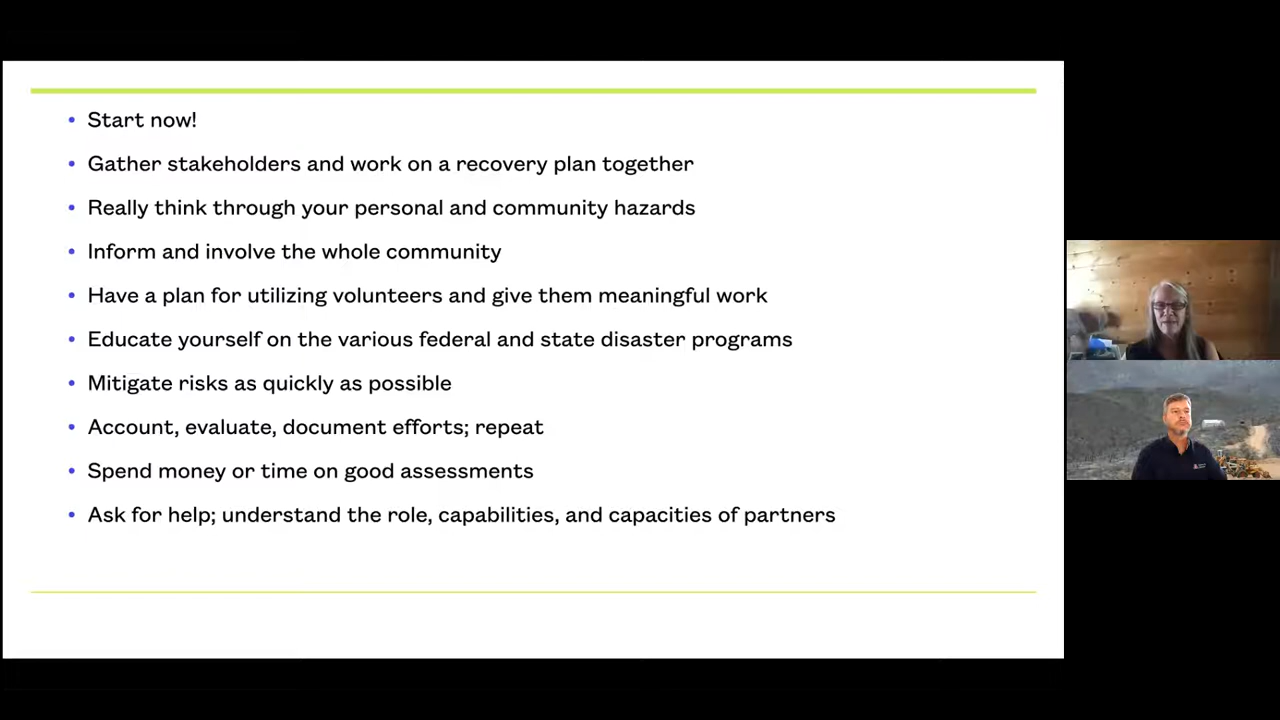 • Start now!
• Gather stakeholders and work on a recovery plan together
• Really think through your personal and community hazards
• Inform and involve the whole community
• Have a plan for utilizing volunteers and give them meaningful work
• Educate yourself on the various federal and state disaster programs
• Mitigate risks as quickly as possible
• Account, evaluate, document efforts; repeat
• Spend money or time on good assessments
• Ask for help; understand the role, capabilities, and capacities of partners